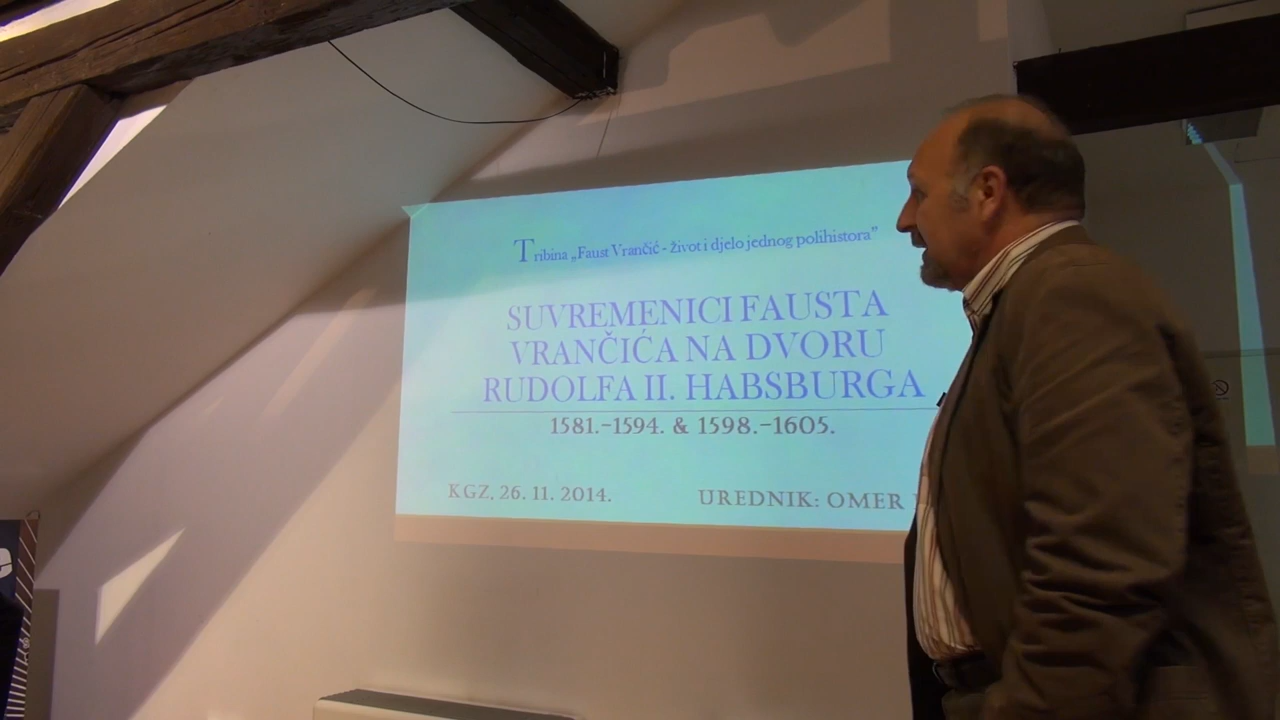 Tribina „Faust Vrančić - život i djelo jednog polihistora”
SUVREMENICI FAUSTA
VRANČIĆA NA DVORU
RUDOLFA II. HABSBURGA
1581.-1594. & 1598.-1605.
KGZ, 26. 11. 2014.
UREDNIK: OMER